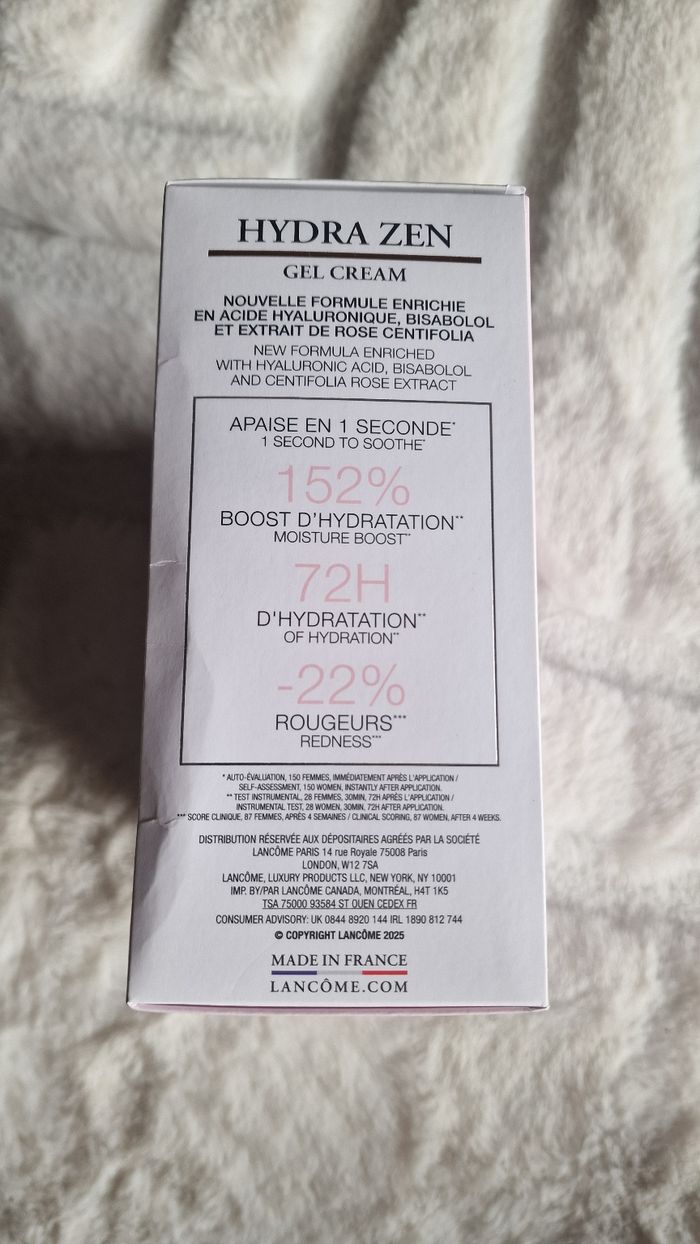 HYDRA ZEN
GEL CREAM
NOUVELLE FORMULE ENRICHIE
EN ACIDE HYALURONIQUE, BISABOLOL
ET EXTRAIT DE ROSE CENTIFOLIA
NEW FORMULA ENRICHED
WITH HYALURONIC ACID, BISABOLOL
AND CENTIFOLIA ROSE EXTRACT
APAISE EN 1 SECONDE*
1 SECOND TO SOOTHE*
152%
BOOST D'HYDRATATION**
MOISTURE BOOST**
72H
D'HYDRATATION**
OF HYDRATION**
-22%
ROUGEURS***
REDNESS***
* AUTO-ÉVALUATION, 150 FEMMES, IMMÉDIATEMENT APRÈS L'APPLICATION /
SELF-ASSESSMENT, 150 WOMEN, INSTANTLY AFTER APPLICATION.
** TEST INSTRUMENTAL, 28 FEMMES, 30MIN, 72H APRÈS L'APPLICATION /
INSTRUMENTAL TEST, 28 WOMEN, 30MIN, 72H AFTER APPLICATION.
*** SCORE CLINIQUE, 87 FEMMES, APRÈS 4 SEMAINES / CLINICAL SCORING, 87 WOMEN, AFTER 4 WEEKS.
DISTRIBUTION RÉSERVÉE AUX DÉPOSITAIRES AGRÉÉS PAR LA SOCIÉTÉ
LANCÔME PARIS 14 rue Royale 75008 Paris
LONDON, W12 7SA
LANCÔME, LUXURY PRODUCTS LLC, NEW YORK, NY 10001
IMP. BY/PAR LANCÔME CANADA, MONTRÉAL, H4T 1K5
TSA 75000 93584 ST OUEN CEDEX FR
CONSUMER ADVISORY: UK 0844 8920 144 IRL 1890 812 744
© COPYRIGHT LANCÔME 2025
MADE IN FRANCE
LANCÔME.COM